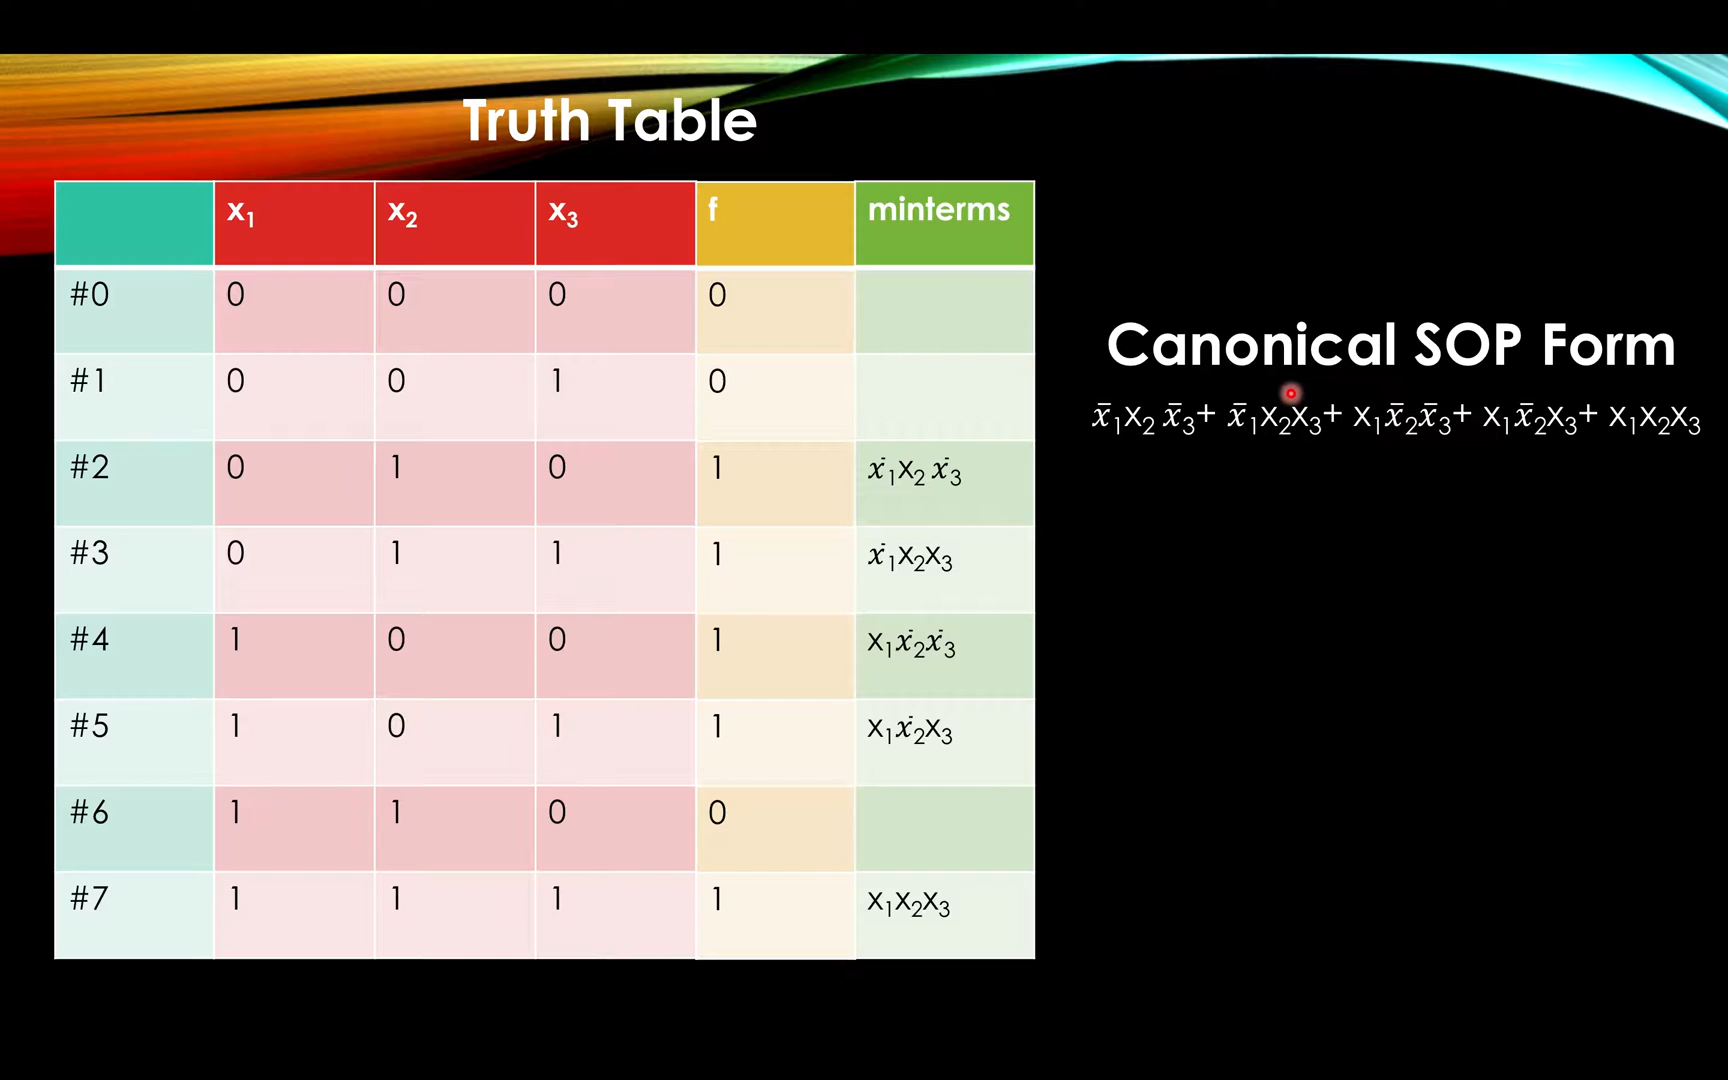 Truth Table
x₁ x₂ x₃ f minterms
#0 0 0 0 0
#1 0 0 1 0
#2 0 1 0 1 x̄₁x₂ x̄₃
#3 0 1 1 1 x̄₁x₂x₃
#4 1 0 0 1 x₁x̄₂x̄₃
#5 1 0 1 1 x₁x̄₂x₃
#6 1 1 0 0
#7 1 1 1 1 x₁x₂x₃
Canonical SOP Form
x̄₁x₂ x̄₃+ x̄₁x₂x₃+ x₁x̄₂x̄₃+ x₁x̄₂x₃+ x₁x₂x₃